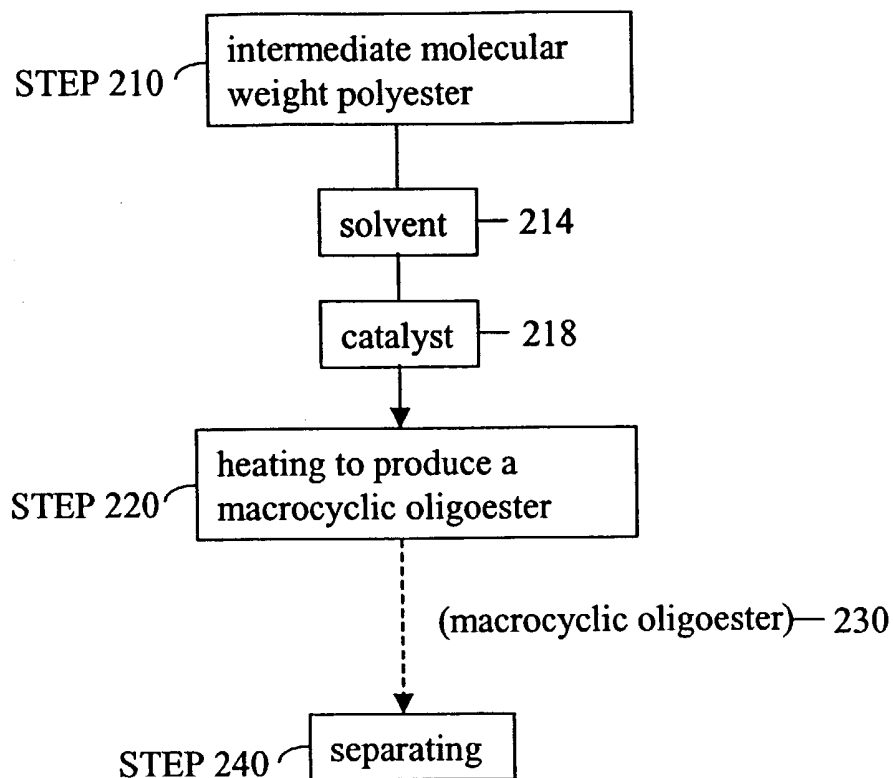 STEP 210
intermediate molecular
weight polyester
solvent
214
catalyst
218
STEP 220
heating to produce a
macrocyclic oligoester
(macrocyclic oligoester)
230
STEP 240
separating